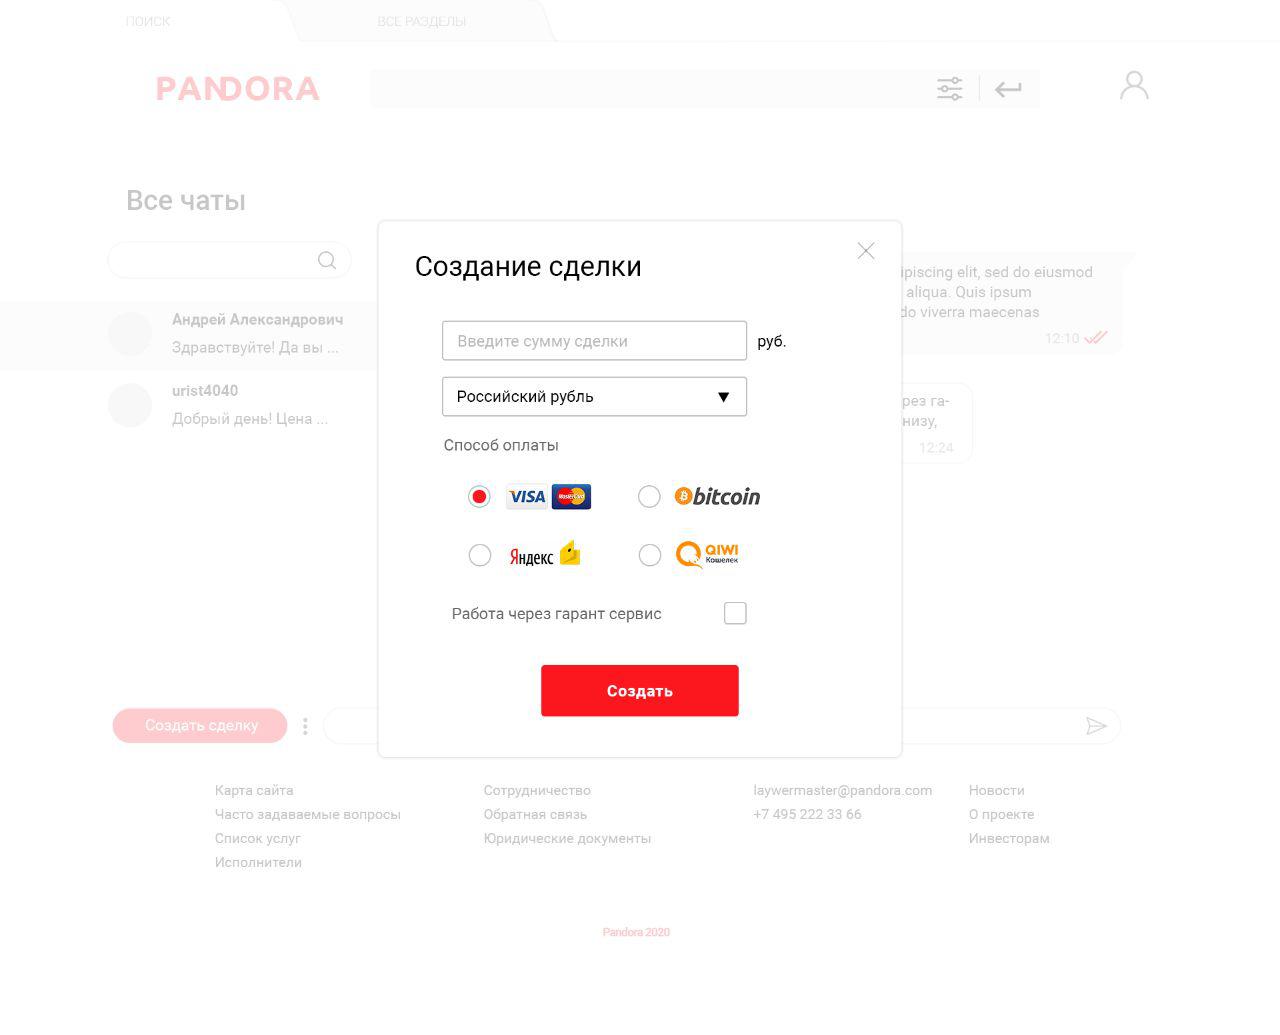 ПОИСК
ВСЕ РАЗДЕЛЫ
PANDORA
Все чаты
Андрей Александрович
Здравствуйте! Да вы ...
urist4040
Добрый день! Цена ...
ipiscing elit, sed do eiusmod
aliqua. Quis ipsum
do viverra maecenas
12:10
рез га-
низу,
12:24
Создание сделки
Введите сумму сделки
руб.
Российский рубль
Способ оплаты
VISA
MasterCard
bitcoin
Яндекс
QIWI
Кошелек
Работа через гарант сервис
Создать
Создать сделку
Карта сайта
Часто задаваемые вопросы
Список услуг
Исполнители
Сотрудничество
Обратная связь
Юридические документы
laywermaster@pandora.com
+7 495 222 33 66
Новости
О проекте
Инвесторам
Pandora 2020